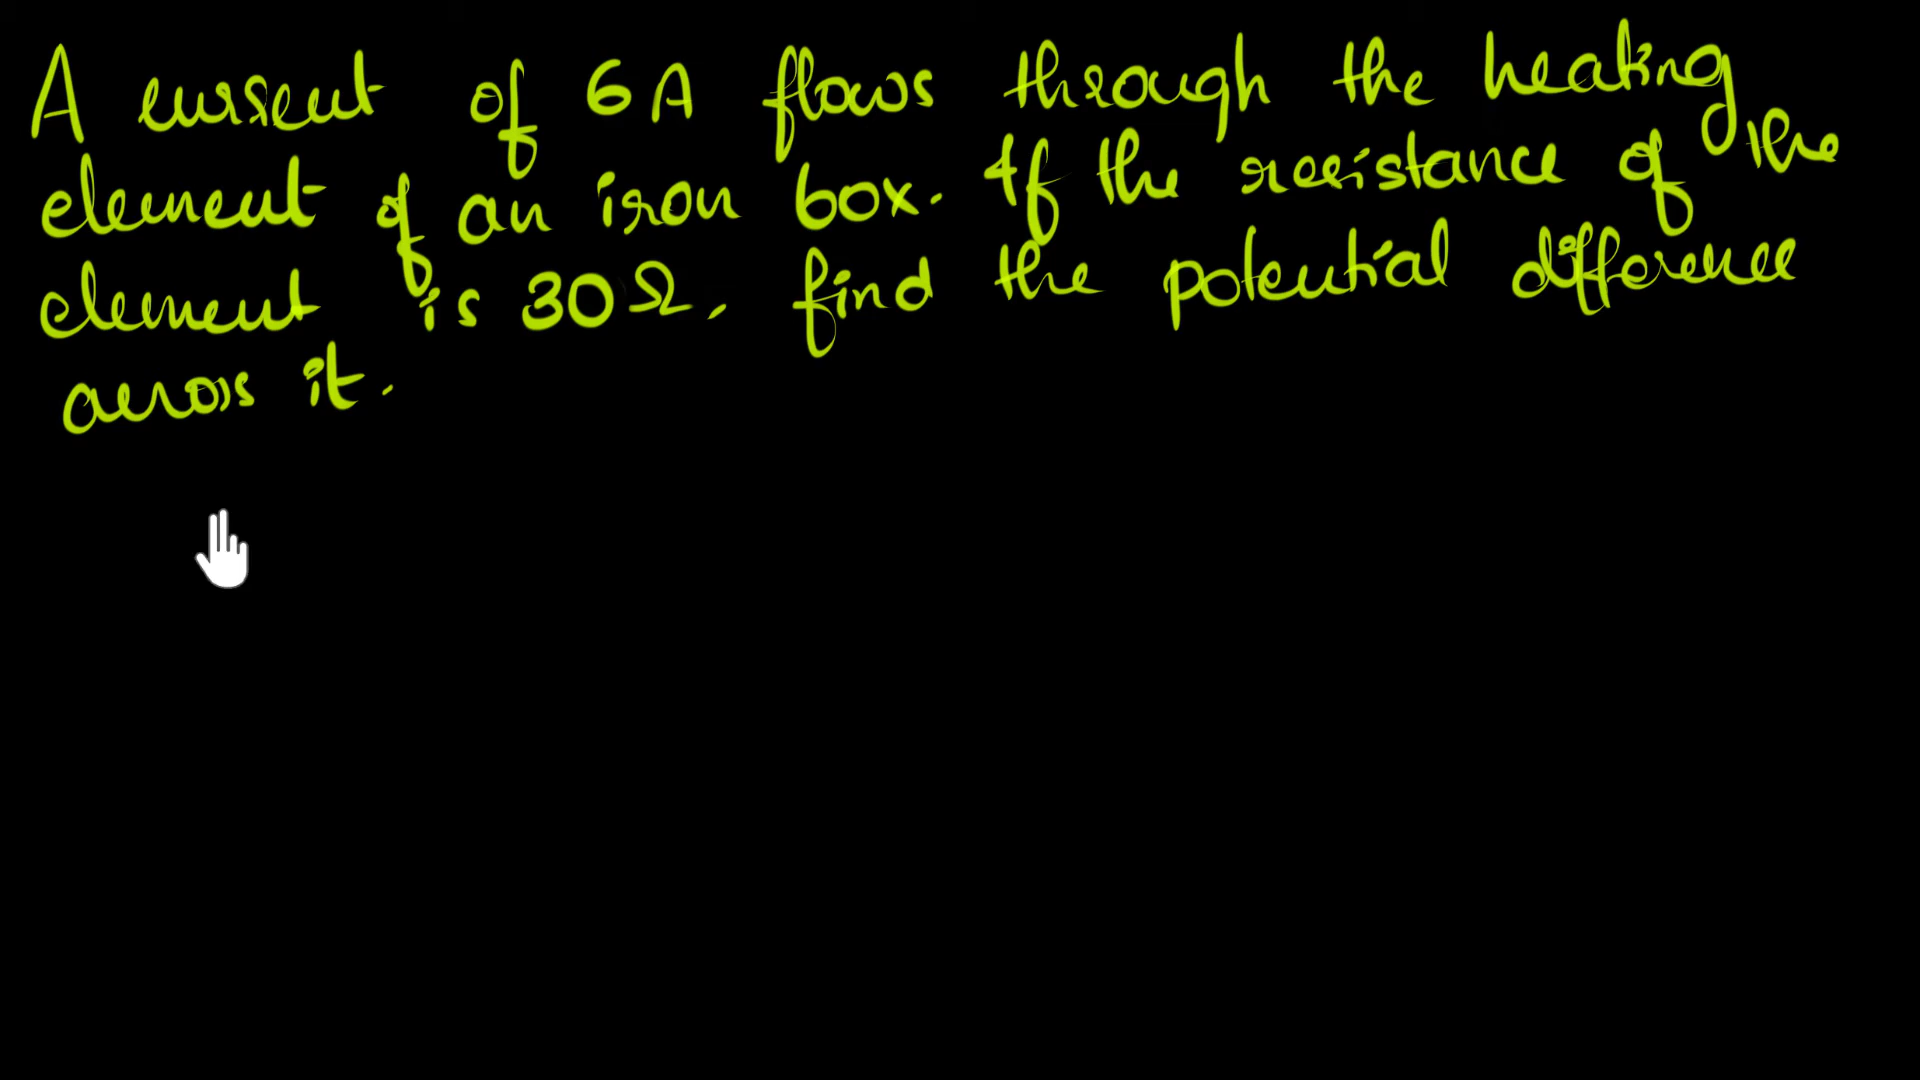 A current of 6A flows through the heating
element of an iron box. If the resistance of the
element is 30Ω, find the potential difference
across it.